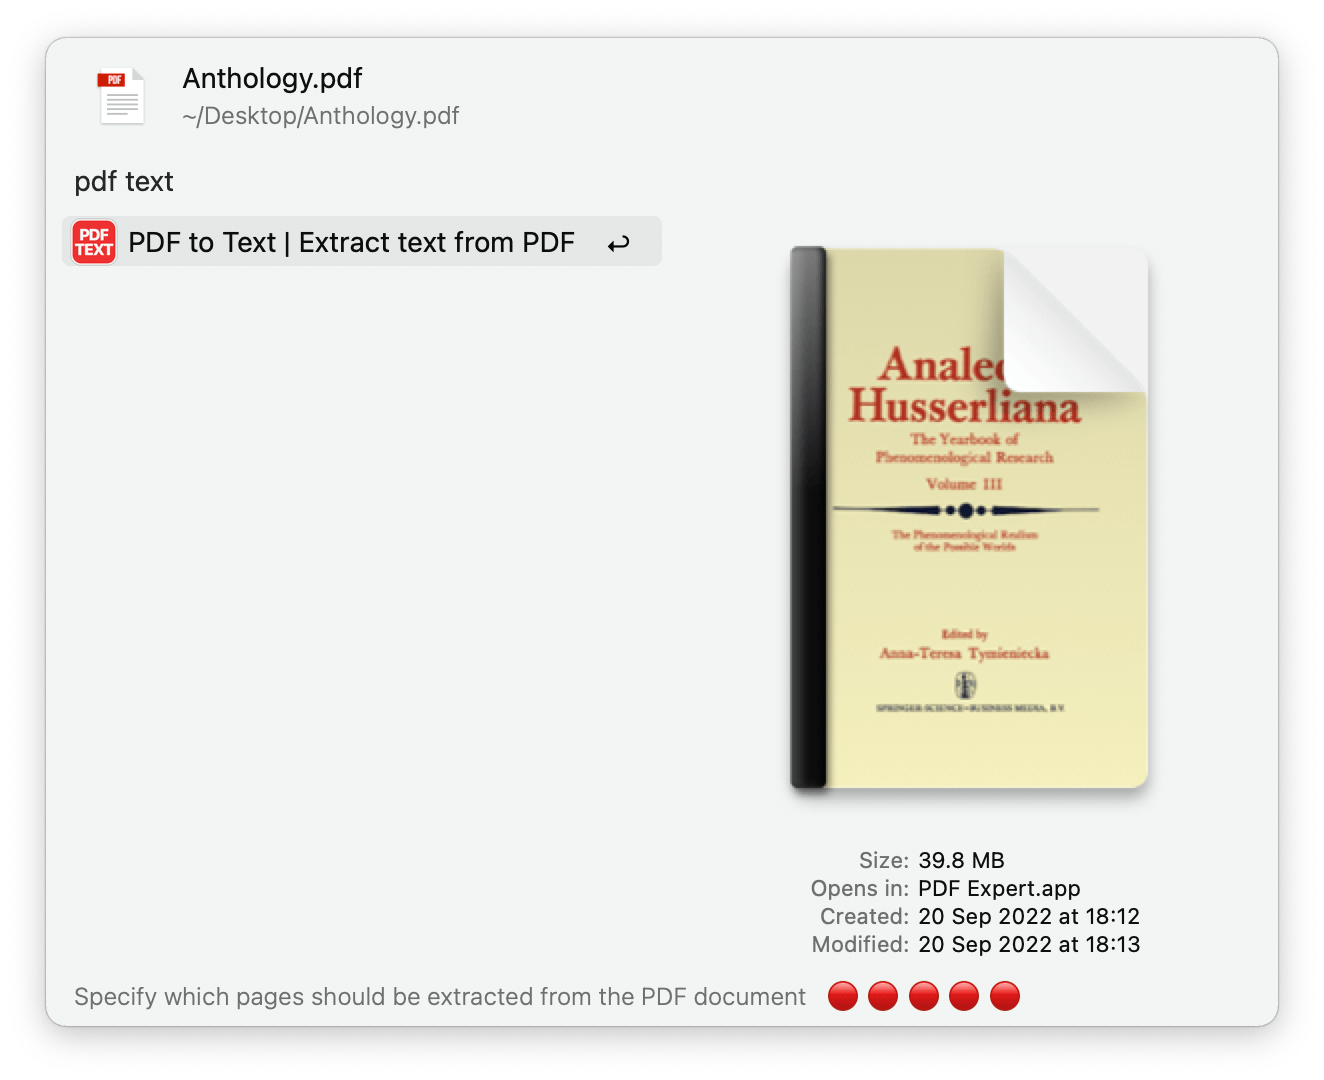 PDF
Anthology.pdf
~/Desktop/Anthology.pdf
pdf text
PDF
TEXT
PDF to Text | Extract text from PDF
Analec
Husserliana
The Yearbook of
Phenomenological Research
Volume III
The Phenomenological Realism
of the Possible Worlds
Edited by
Anna-Teresa Tymieniecka
SPRINGER-SCIENCE+BUSINESS MEDIA, B.V.
Size: 39.8 MB
Opens in: PDF Expert.app
Created: 20 Sep 2022 at 18:12
Modified: 20 Sep 2022 at 18:13
Specify which pages should be extracted from the PDF document